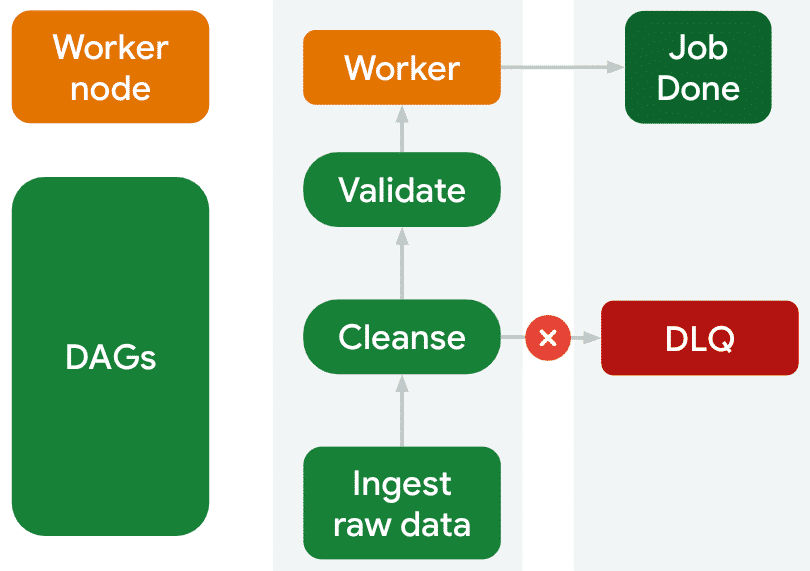 Worker
node
Worker
Job
Done
Validate
DAGs
Cleanse
DLQ
Ingest
raw data